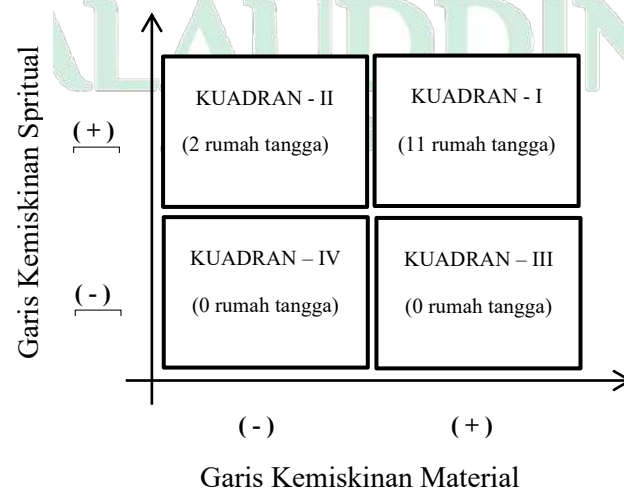 ALAUDDIN
Garis Kemiskinan Spritual
( + )
KUADRAN - II
(2 rumah tangga)
KUADRAN - I
(11 rumah tangga)
( - )
KUADRAN – IV
(0 rumah tangga)
KUADRAN – III
(0 rumah tangga)
( - )
( + )
Garis Kemiskinan Material